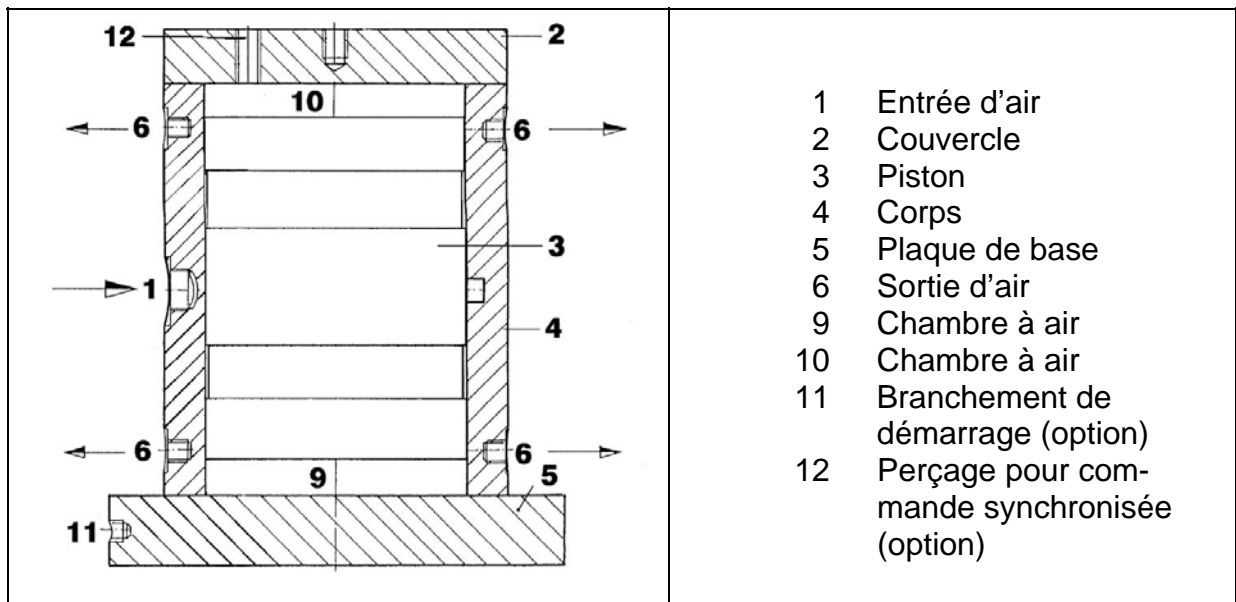 12
2
10
6
6
3
1
4
6
6
9
5
11
1 Entrée d’air
2 Couvercle
3 Piston
4 Corps
5 Plaque de base
6 Sortie d’air
9 Chambre à air
10 Chambre à air
11 Branchement de
démarrage (option)
12 Perçage pour com-
mande synchronisée
(option)